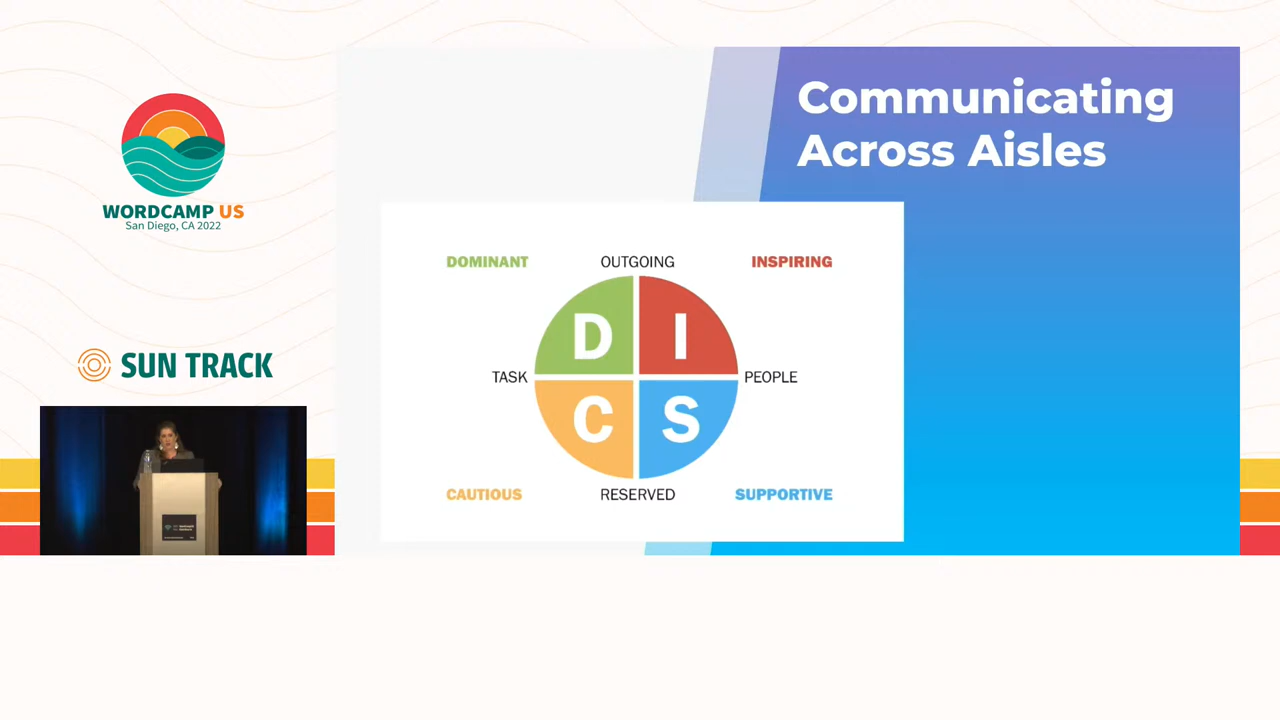 WORDCAMP US
San Diego, CA 2022
SUN TRACK
Communicating
Across Aisles
DOMINANT
OUTGOING
INSPIRING
D
I
TASK
PEOPLE
C
S
CAUTIOUS
RESERVED
SUPPORTIVE